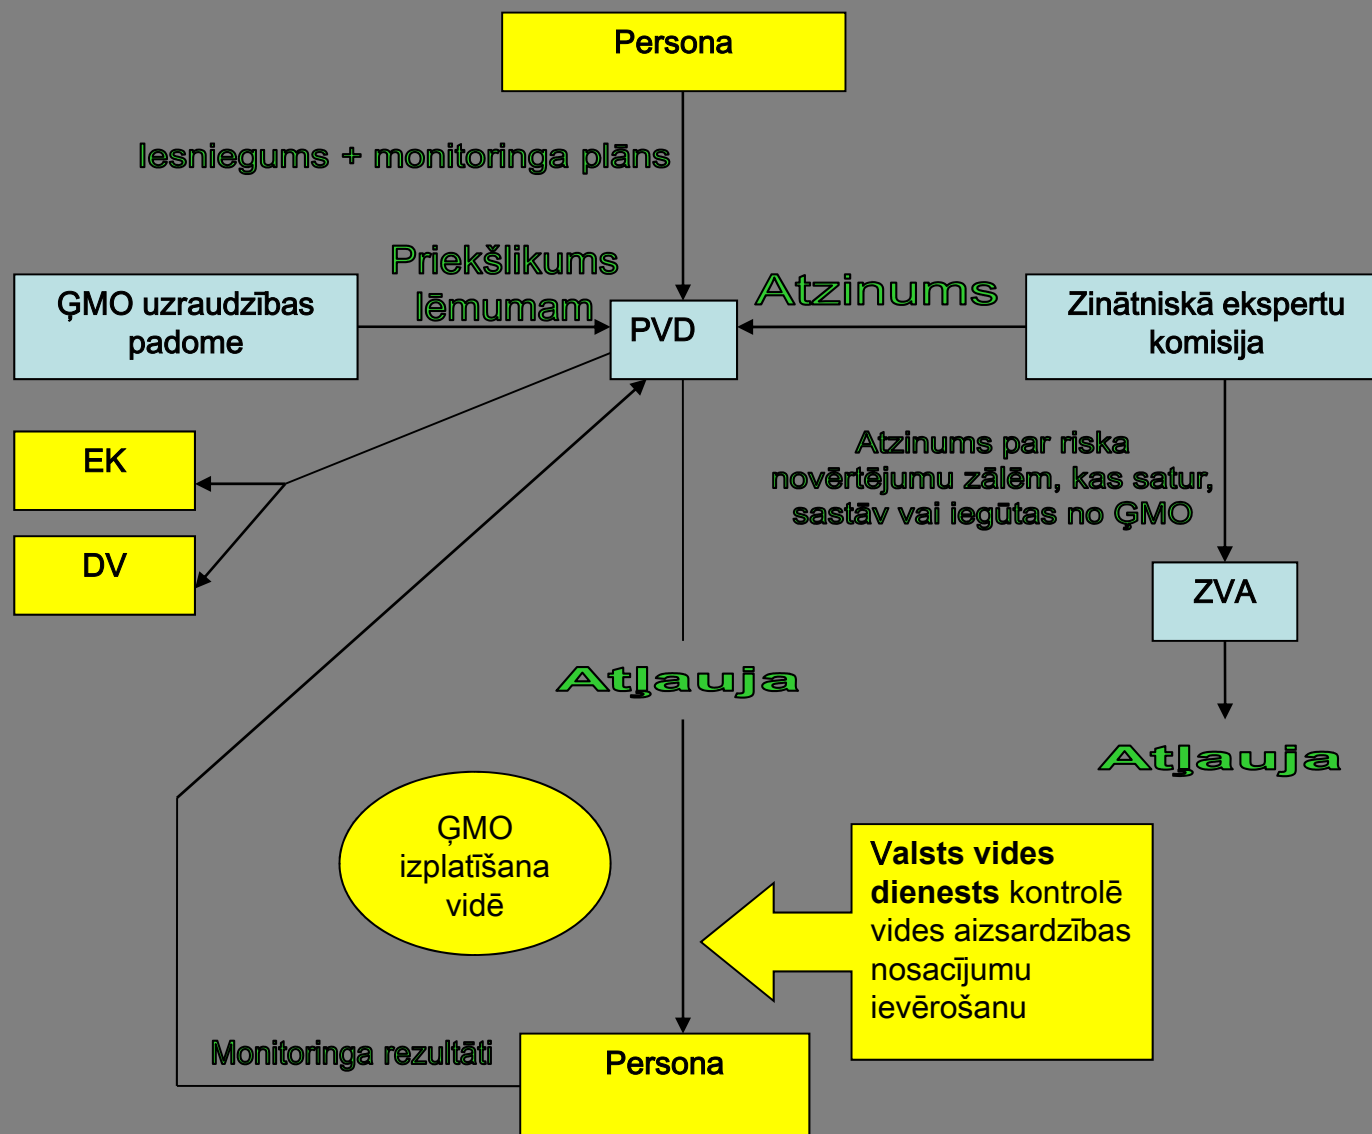 Persona
Iesniegums + monitoringa plāns
Priekšlikums
lēmumam
Atzinums
ĢMO uzraudzības
padome
PVD
Zinātniskā ekspertu
komisija
EK
DV
Atzinums par riska
novērtējumu zālēm, kas satur,
sastāv vai iegūtas no ĢMO
ZVA
Atļauja
Atļauja
ĢMO
izplatīšana
vidē
Valsts vides
dienests kontrolē
vides aizsardzības
nosacījumu
ievērošanu
Monitoringa rezultāti
Persona